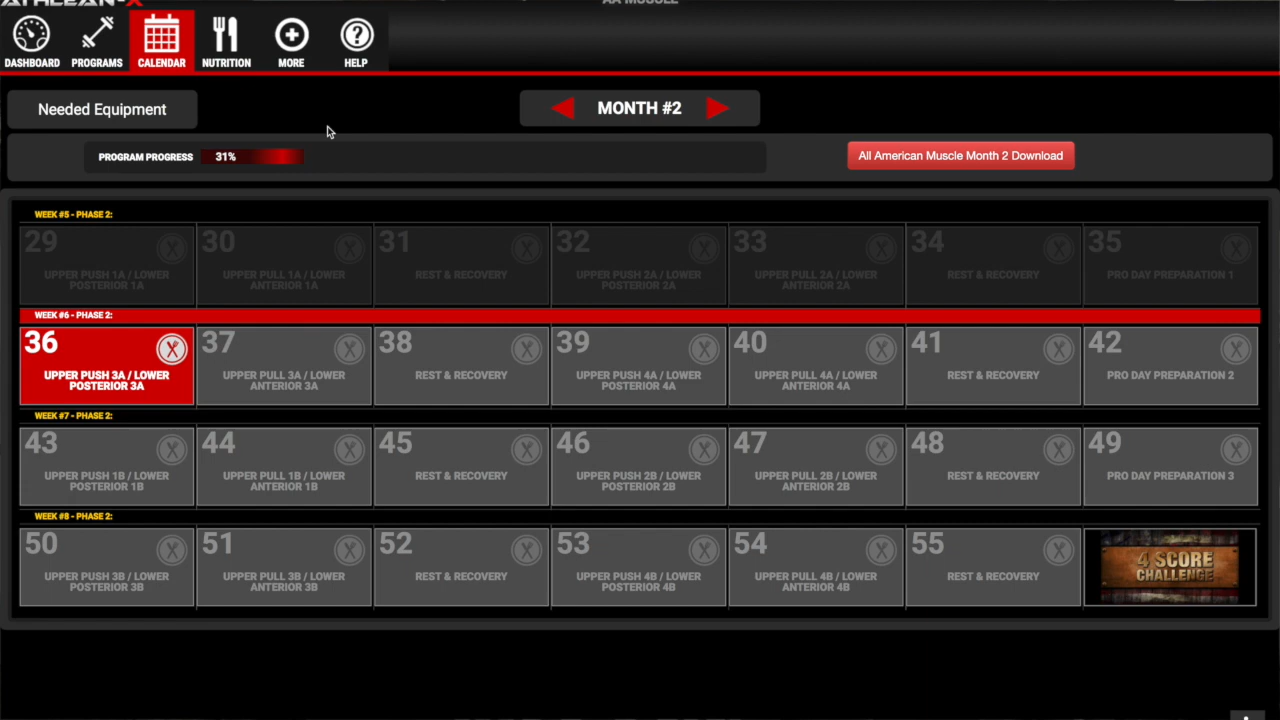 ATHLEAN-X
AA MUSCLE
DASHBOARD
PROGRAMS
CALENDAR
NUTRITION
MORE
HELP
Needed Equipment
MONTH #2
PROGRAM PROGRESS
31%
All American Muscle Month 2 Download
WEEK #5 - PHASE 2:
29
UPPER PUSH 1A / LOWER
POSTERIOR 1A
30
UPPER PULL 1A / LOWER
ANTERIOR 1A
31
REST & RECOVERY
32
UPPER PUSH 2A / LOWER
POSTERIOR 2A
33
UPPER PULL 2A / LOWER
ANTERIOR 2A
34
REST & RECOVERY
35
PRO DAY PREPARATION 1
WEEK #6 - PHASE 2:
36
UPPER PUSH 3A / LOWER
POSTERIOR 3A
37
UPPER PULL 3A / LOWER
ANTERIOR 3A
38
REST & RECOVERY
39
UPPER PUSH 4A / LOWER
POSTERIOR 4A
40
UPPER PULL 4A / LOWER
ANTERIOR 4A
41
REST & RECOVERY
42
PRO DAY PREPARATION 2
WEEK #7 - PHASE 2:
43
UPPER PUSH 1B / LOWER
POSTERIOR 1B
44
UPPER PULL 1B / LOWER
ANTERIOR 1B
45
REST & RECOVERY
46
UPPER PUSH 2B / LOWER
POSTERIOR 2B
47
UPPER PULL 2B / LOWER
ANTERIOR 2B
48
REST & RECOVERY
49
PRO DAY PREPARATION 3
WEEK #8 - PHASE 2:
50
UPPER PUSH 3B / LOWER
POSTERIOR 3B
51
UPPER PULL 3B / LOWER
ANTERIOR 3B
52
REST & RECOVERY
53
UPPER PUSH 4B / LOWER
POSTERIOR 4B
54
UPPER PULL 4B / LOWER
ANTERIOR 4B
55
REST & RECOVERY
4 SCORE
CHALLENGE